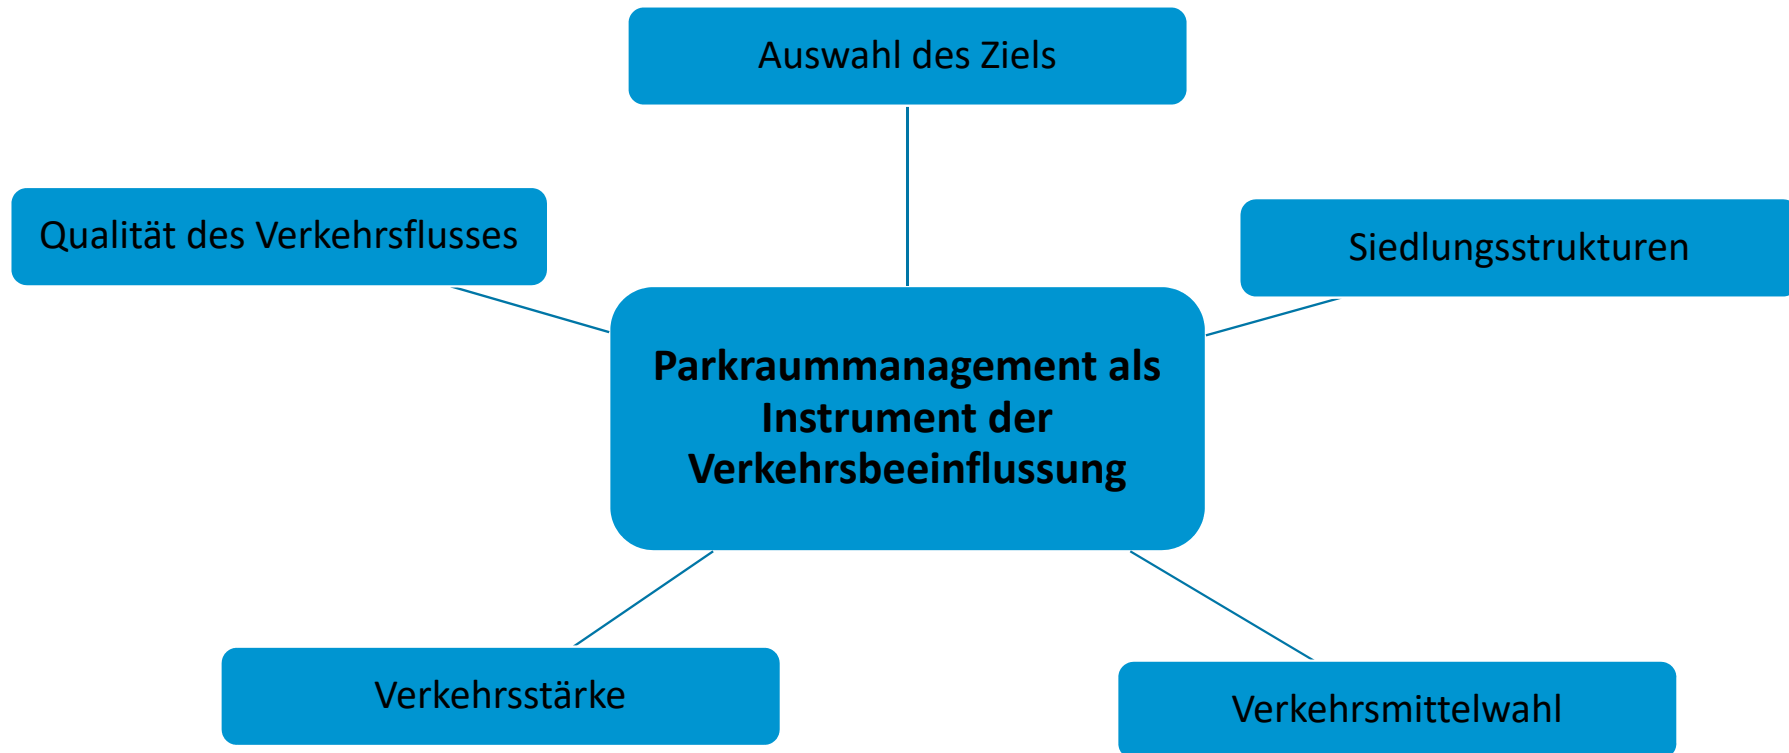 Auswahl des Ziels
Qualität des Verkehrsflusses
Siedlungsstrukturen
Parkraummanagement als
Instrument der
Verkehrsbeeinflussung
Verkehrsstärke
Verkehrsmittelwahl